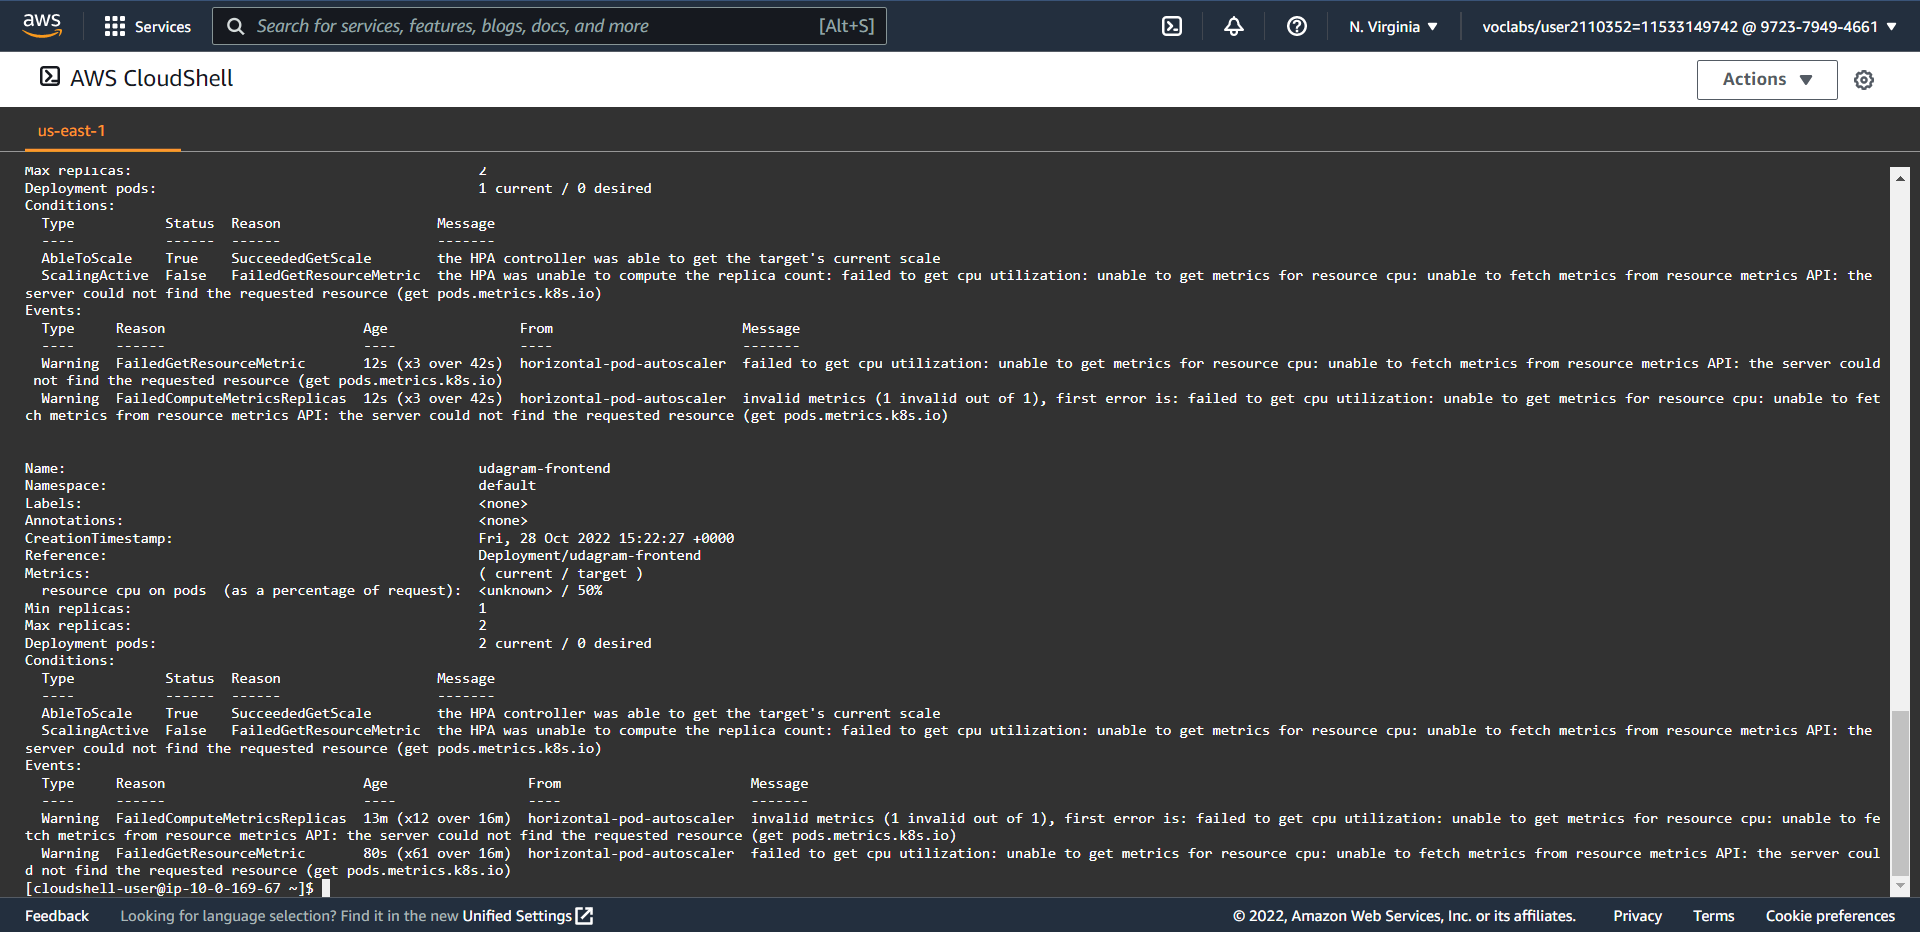 aws
Services
Search for services, features, blogs, docs, and more
[Alt+S]
N. Virginia
voclabs/user2110352=11533149742 @ 9723-7949-4661
AWS CloudShell
Actions
us-east-1
Max replicas: 2
Deployment pods: 1 current / 0 desired
Conditions:
Type Status Reason Message
---- ------ ------ -------
AbleToScale True SucceededGetScale the HPA controller was able to get the target's current scale
ScalingActive False FailedGetResourceMetric the HPA was unable to compute the replica count: failed to get cpu utilization: unable to get metrics for resource cpu: unable to fetch metrics from resource metrics API: the
server could not find the requested resource (get pods.metrics.k8s.io)
Events:
Type Reason Age From Message
---- ------ ---- ---- -------
Warning FailedGetResourceMetric 12s (x3 over 42s) horizontal-pod-autoscaler failed to get cpu utilization: unable to get metrics for resource cpu: unable to fetch metrics from resource metrics API: the server could
not find the requested resource (get pods.metrics.k8s.io)
Warning FailedComputeMetricsReplicas 12s (x3 over 42s) horizontal-pod-autoscaler invalid metrics (1 invalid out of 1), first error is: failed to get cpu utilization: unable to get metrics for resource cpu: unable to fet
ch metrics from resource metrics API: the server could not find the requested resource (get pods.metrics.k8s.io)
Name: udagram-frontend
Namespace: default
Labels: <none>
Annotations: <none>
CreationTimestamp: Fri, 28 Oct 2022 15:22:27 +0000
Reference: Deployment/udagram-frontend
Metrics: ( current / target )
resource cpu on pods (as a percentage of request): <unknown> / 50%
Min replicas: 1
Max replicas: 2
Deployment pods: 2 current / 0 desired
Conditions:
Type Status Reason Message
---- ------ ------ -------
AbleToScale True SucceededGetScale the HPA controller was able to get the target's current scale
ScalingActive False FailedGetResourceMetric the HPA was unable to compute the replica count: failed to get cpu utilization: unable to get metrics for resource cpu: unable to fetch metrics from resource metrics API: the
server could not find the requested resource (get pods.metrics.k8s.io)
Events:
Type Reason Age From Message
---- ------ ---- ---- -------
Warning FailedComputeMetricsReplicas 13m (x12 over 16m) horizontal-pod-autoscaler invalid metrics (1 invalid out of 1), first error is: failed to get cpu utilization: unable to get metrics for resource cpu: unable to fe
tch metrics from resource metrics API: the server could not find the requested resource (get pods.metrics.k8s.io)
Warning FailedGetResourceMetric 80s (x61 over 16m) horizontal-pod-autoscaler failed to get cpu utilization: unable to get metrics for resource cpu: unable to fetch metrics from resource metrics API: the server coul
d not find the requested resource (get pods.metrics.k8s.io)
[cloudshell-user@ip-10-0-169-67 ~]$
Feedback
Looking for language selection? Find it in the new Unified Settings
© 2022, Amazon Web Services, Inc. or its affiliates.
Privacy
Terms
Cookie preferences